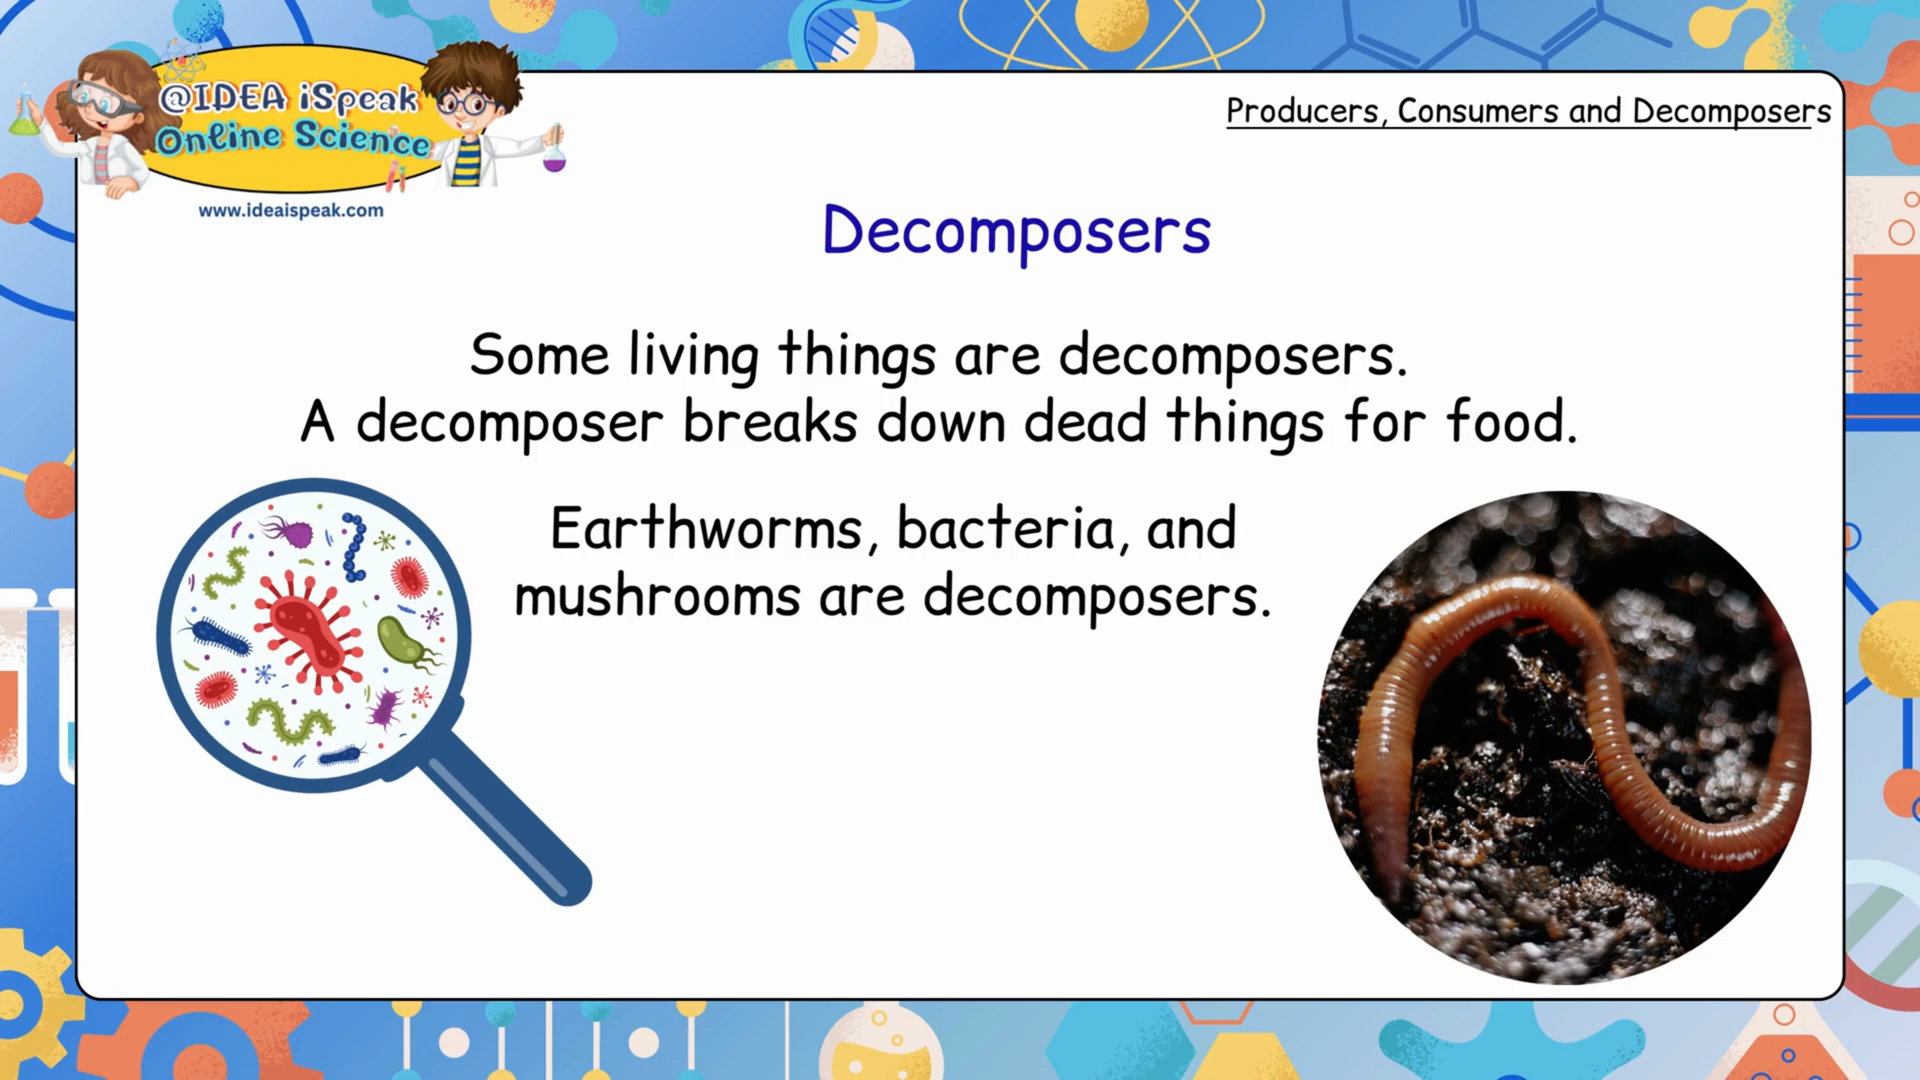 @IDEA iSpeak
Online Science
www.ideaispeak.com
Producers, Consumers and Decomposers
Decomposers
Some living things are decomposers.
A decomposer breaks down dead things for food.
Earthworms, bacteria, and
mushrooms are decomposers.